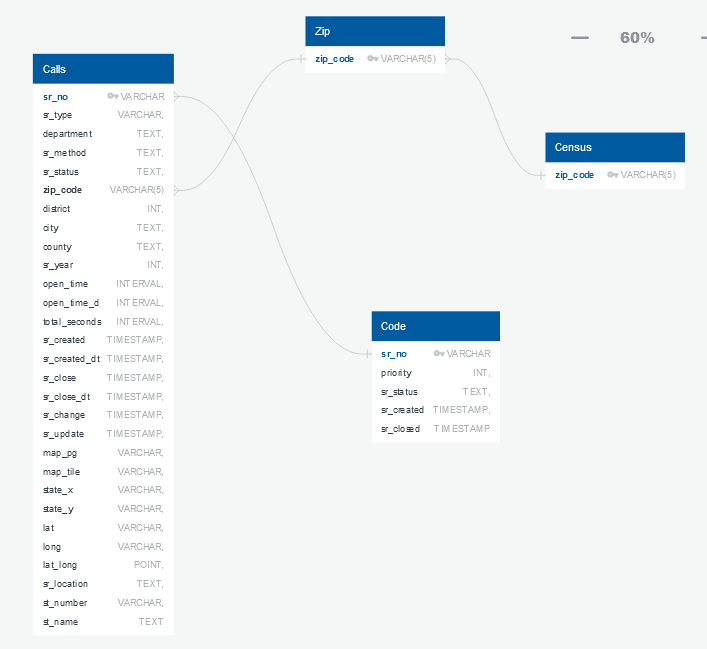 Zip
zip_code VARCHAR(5)
60%
Calls
sr_no VARCHAR
sr_type VARCHAR,
department TEXT,
sr_method TEXT,
sr_status TEXT,
zip_code VARCHAR(5)
district INT,
city TEXT,
county TEXT,
sr_year INT,
open_time INTERVAL,
open_time_d INTERVAL,
total_seconds INTERVAL,
sr_created TIMESTAMP,
sr_created_dt TIMESTAMP,
sr_close TIMESTAMP,
sr_close_dt TIMESTAMP,
sr_change TIMESTAMP,
sr_update TIMESTAMP,
map_pg VARCHAR,
map_tile VARCHAR,
state_x VARCHAR,
state_y VARCHAR,
lat VARCHAR,
long VARCHAR,
lat_long POINT,
sr_location TEXT,
st_number VARCHAR,
st_name TEXT
Census
zip_code VARCHAR(5)
Code
sr_no VARCHAR
priority INT,
sr_status TEXT,
sr_created TIMESTAMP,
sr_closed TIMESTAMP